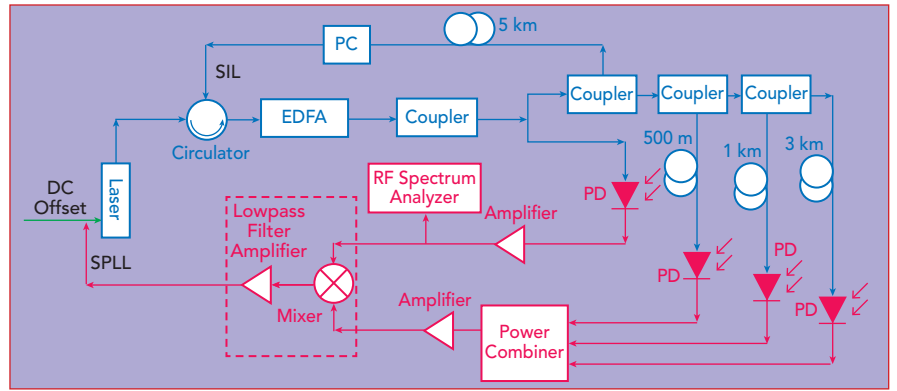 5 km
PC
SIL
Coupler
Coupler
Coupler
EDFA
Coupler
Circulator
500 m
1 km
3 km
Laser
DC
Offset
RF Spectrum
Analyzer
PD
Lowpass
Filter
Amplifier
Amplifier
SPLL
PD
PD
Mixer
Amplifier
PD
Power
Combiner